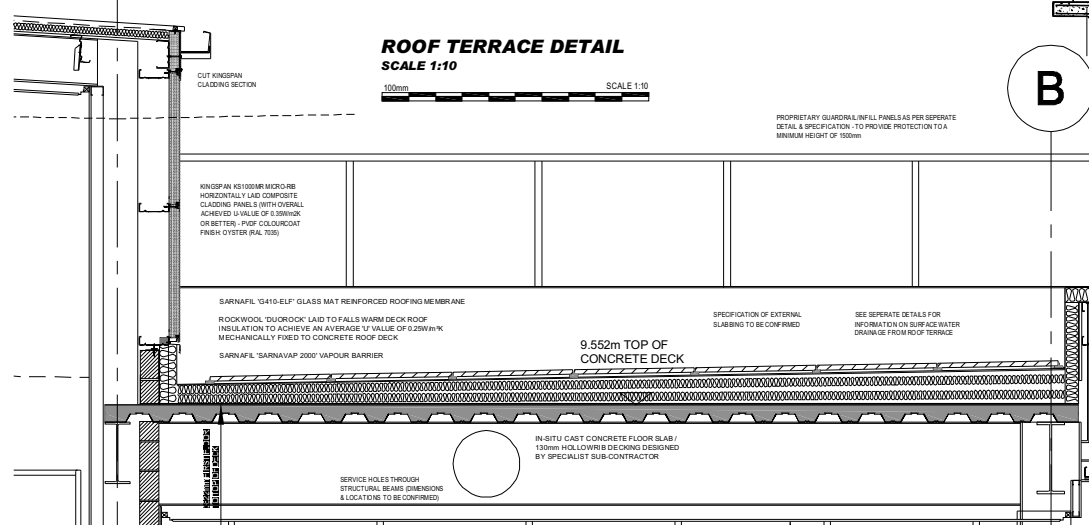 ROOF TERRACE DETAIL
SCALE 1:10
100mm
SCALE 1:10
CUT KINGSPAN
CLADDING SECTION
B
PROPRIETARY GUARDRAIL/INFILL PANELS AS PER SEPERATE
DETAIL & SPECIFICATION - TO PROVIDE PROTECTION TO A
MINIMUM HEIGHT OF 1500mm
KINGSPAN KS1000MR MICRO-RIB
HORIZONTALLY LAID COMPOSITE
CLADDING PANELS (WITH OVERALL
ACHIEVED U-VALUE OF 0.35W/m2K
OR BETTER) - PVDF COLOURCOAT
FINISH: OYSTER (RAL 7035)
SARNAFIL 'G410-ELF' GLASS MAT REINFORCED ROOFING MEMBRANE
ROCKWOOL 'DUOROCK' LAID TO FALLS WARM DECK ROOF
INSULATION TO ACHIEVE AN AVERAGE 'U' VALUE OF 0.25W/m²K
MECHANICALLY FIXED TO CONCRETE ROOF DECK
SARNAFIL 'SARNAVAP 2000' VAPOUR BARRIER
SPECIFICATION OF EXTERNAL
SLABBING TO BE CONFIRMED
SEE SEPERATE DETAILS FOR
INFORMATION ON SURFACE WATER
DRAINAGE FROM ROOF TERRACE
9.552m TOP OF
CONCRETE DECK
IN-SITU CAST CONCRETE FLOOR SLAB /
130mm HOLLOWRIB DECKING DESIGNED
BY SPECIALIST SUB-CONTRACTOR
SERVICE HOLES THROUGH
STRUCTURAL BEAMS (DIMENSIONS
& LOCATIONS TO BE CONFIRMED)